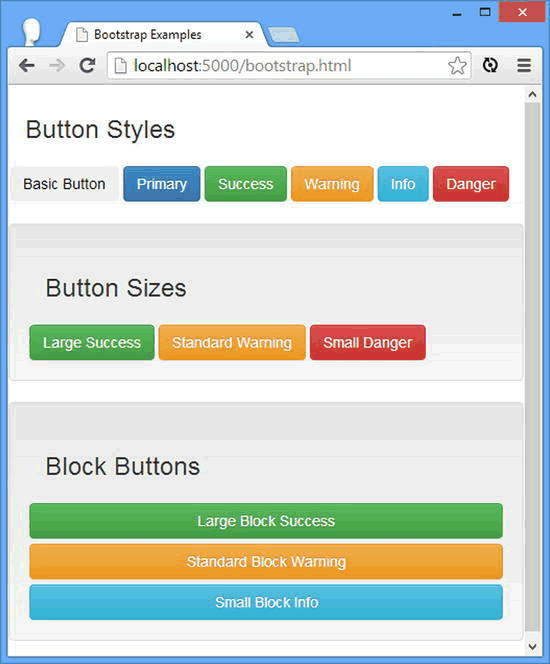 Bootstrap Examples
localhost:5000/bootstrap.html
Button Styles
Basic Button Primary Success Warning Info Danger
Button Sizes
Large Success Standard Warning Small Danger
Block Buttons
Large Block Success
Standard Block Warning
Small Block Info